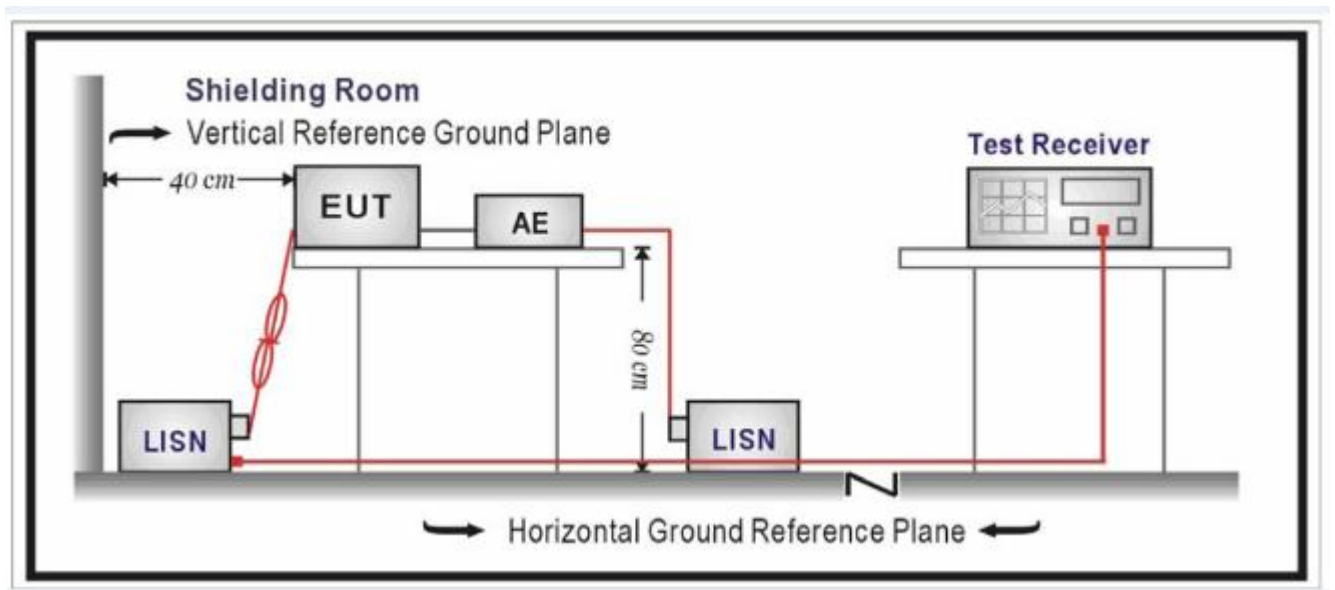 Shielding Room
Vertical Reference Ground Plane
Test Receiver
40 cm
EUT
AE
80 cm
LISN
LISN
Horizontal Ground Reference Plane